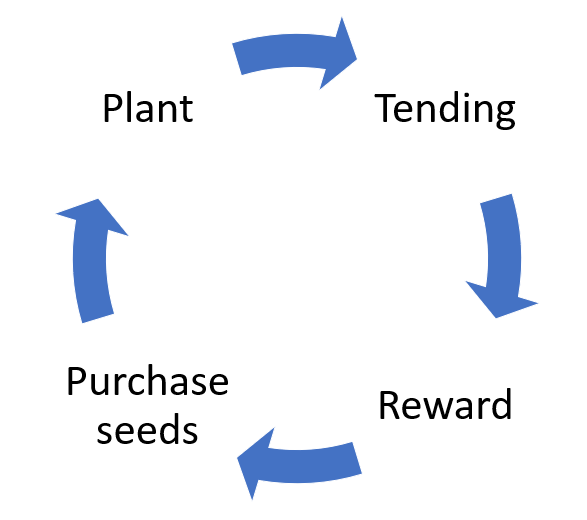 Plant
Tending
Reward
Purchase
seeds